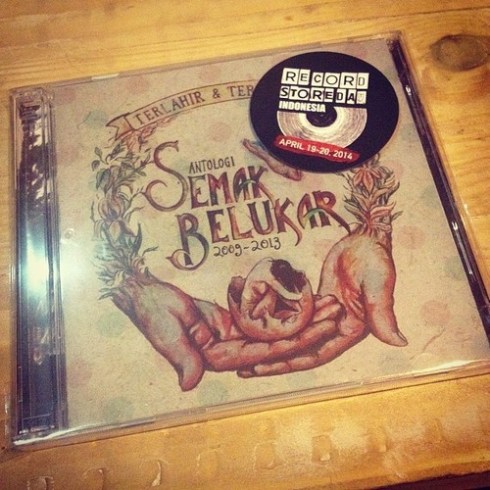 TERLAHIR & TER
ANTOLOGI
SEMAK
BELUKAR
2009-2013
RECORD
STORE DAY
INDONESIA
APRIL 19-20, 2014